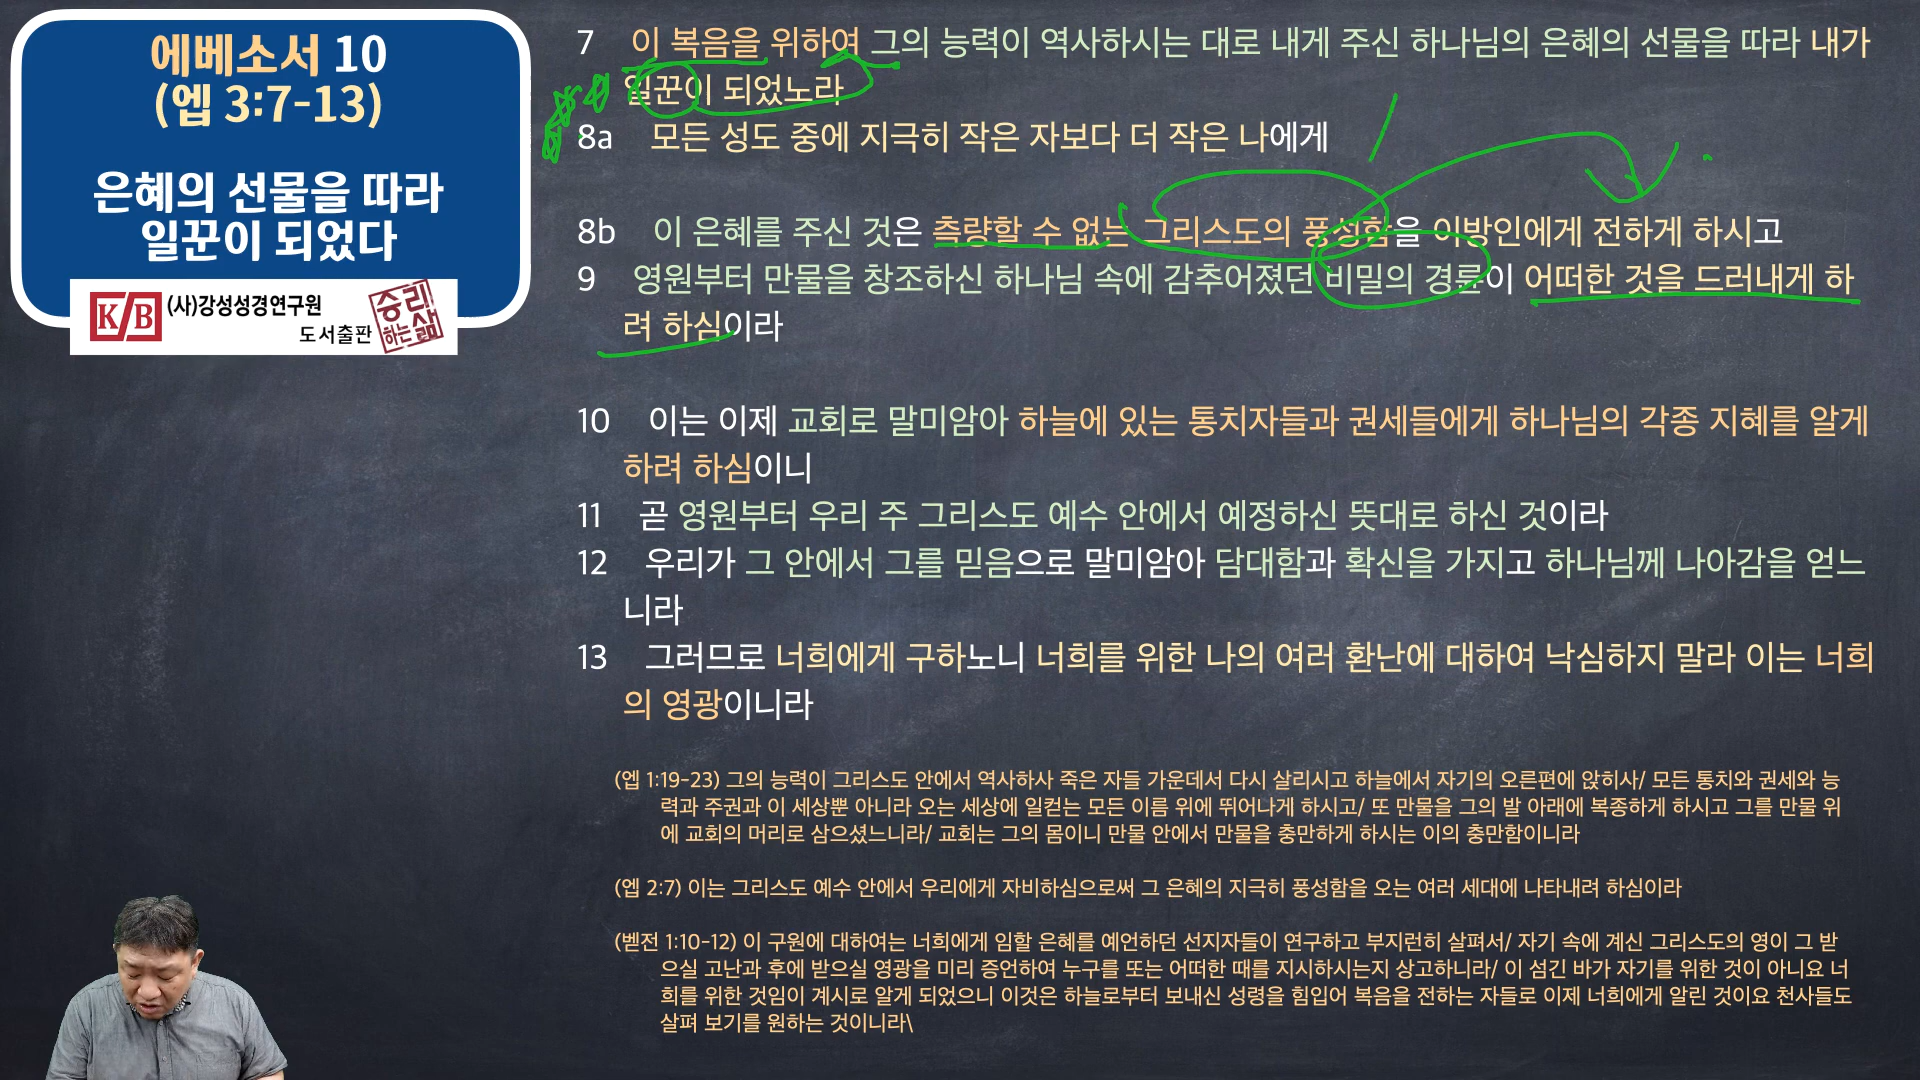 에베소서 10
(엡 3:7-13)
은혜의 선물을 따라
일꾼이 되었다
K/B (사)강성성경연구원
도서출판 승리하는 삶
7 이 복음을 위하여 그의 능력이 역사하시는 대로 내게 주신 하나님의 은혜의 선물을 따라 내가
일꾼이 되었노라
8a 모든 성도 중에 지극히 작은 자보다 더 작은 나에게
8b 이 은혜를 주신 것은 측량할 수 없는 그리스도의 풍성함을 이방인에게 전하게 하시고
9 영원부터 만물을 창조하신 하나님 속에 감추어졌던 비밀의 경륜이 어떠한 것을 드러내게 하
려 하심이라
10 이는 이제 교회로 말미암아 하늘에 있는 통치자들과 권세들에게 하나님의 각종 지혜를 알게
하려 하심이니
11 곧 영원부터 우리 주 그리스도 예수 안에서 예정하신 뜻대로 하신 것이라
12 우리가 그 안에서 그를 믿음으로 말미암아 담대함과 확신을 가지고 하나님께 나아감을 얻느
니라
13 그러므로 너희에게 구하노니 너희를 위한 나의 여러 환난에 대하여 낙심하지 말라 이는 너희
의 영광이니라
(엡 1:19-23) 그의 능력이 그리스도 안에서 역사하사 죽은 자들 가운데서 다시 살리시고 하늘에서 자기의 오른편에 앉히사/ 모든 통치와 권세와 능
력과 주권과 이 세상뿐 아니라 오는 세상에 일컫는 모든 이름 위에 뛰어나게 하시고/ 또 만물을 그의 발 아래에 복종하게 하시고 그를 만물 위
에 교회의 머리로 삼으셨느니라/ 교회는 그의 몸이니 만물 안에서 만물을 충만하게 하시는 이의 충만함이니라
(엡 2:7) 이는 그리스도 예수 안에서 우리에게 자비하심으로써 그 은혜의 지극히 풍성함을 오는 여러 세대에 나타내려 하심이라
(벧전 1:10-12) 이 구원에 대하여는 너희에게 임할 은혜를 예언하던 선지자들이 연구하고 부지런히 살펴서/ 자기 속에 계신 그리스도의 영이 그 받
으실 고난과 후에 받으실 영광을 미리 증언하여 누구를 또는 어떠한 때를 지시하시는지 상고하니라/ 이 섬긴 바가 자기를 위한 것이 아니요 너
희를 위한 것임이 계시로 알게 되었으니 이것은 하늘로부터 보내신 성령을 힘입어 복음을 전하는 자들로 이제 너희에게 알린 것이요 천사들도
살펴 보기를 원하는 것이니라\